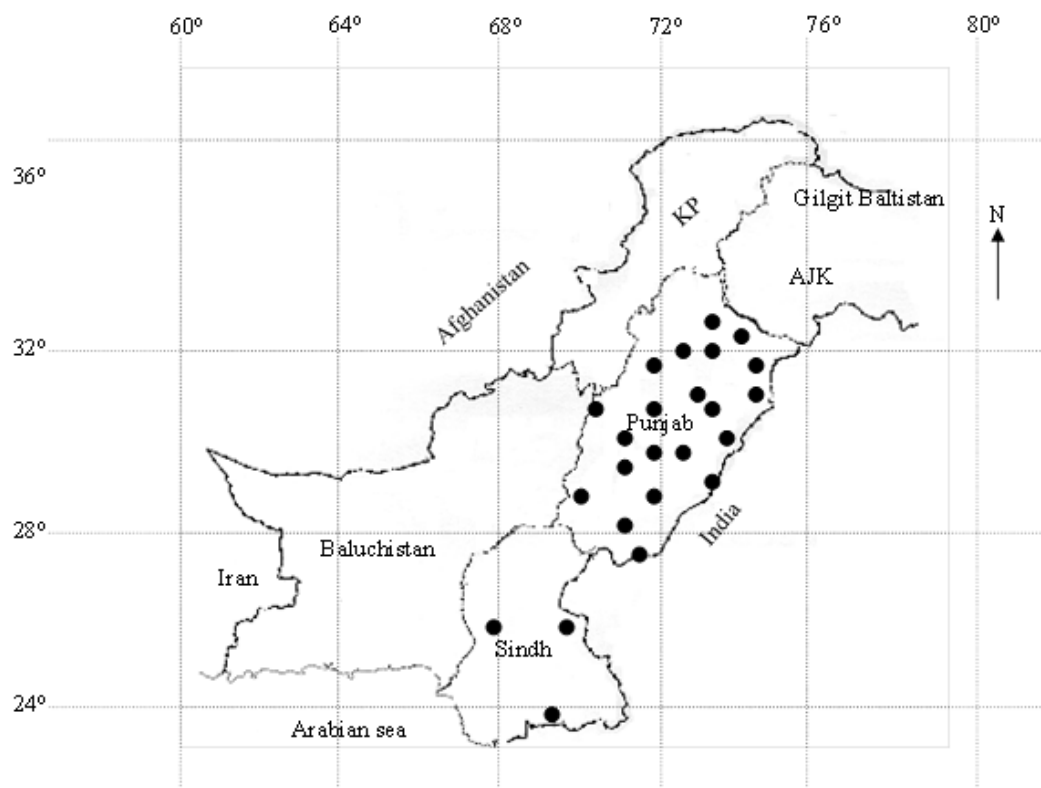 60º 64º 68º 72º 76º 80º
36º
Gilgit Baltistan
KP
N
AJK
Afghanistan
32º
Punjab
India
28º
Baluchistan
Iran
Sindh
24º
Arabian sea